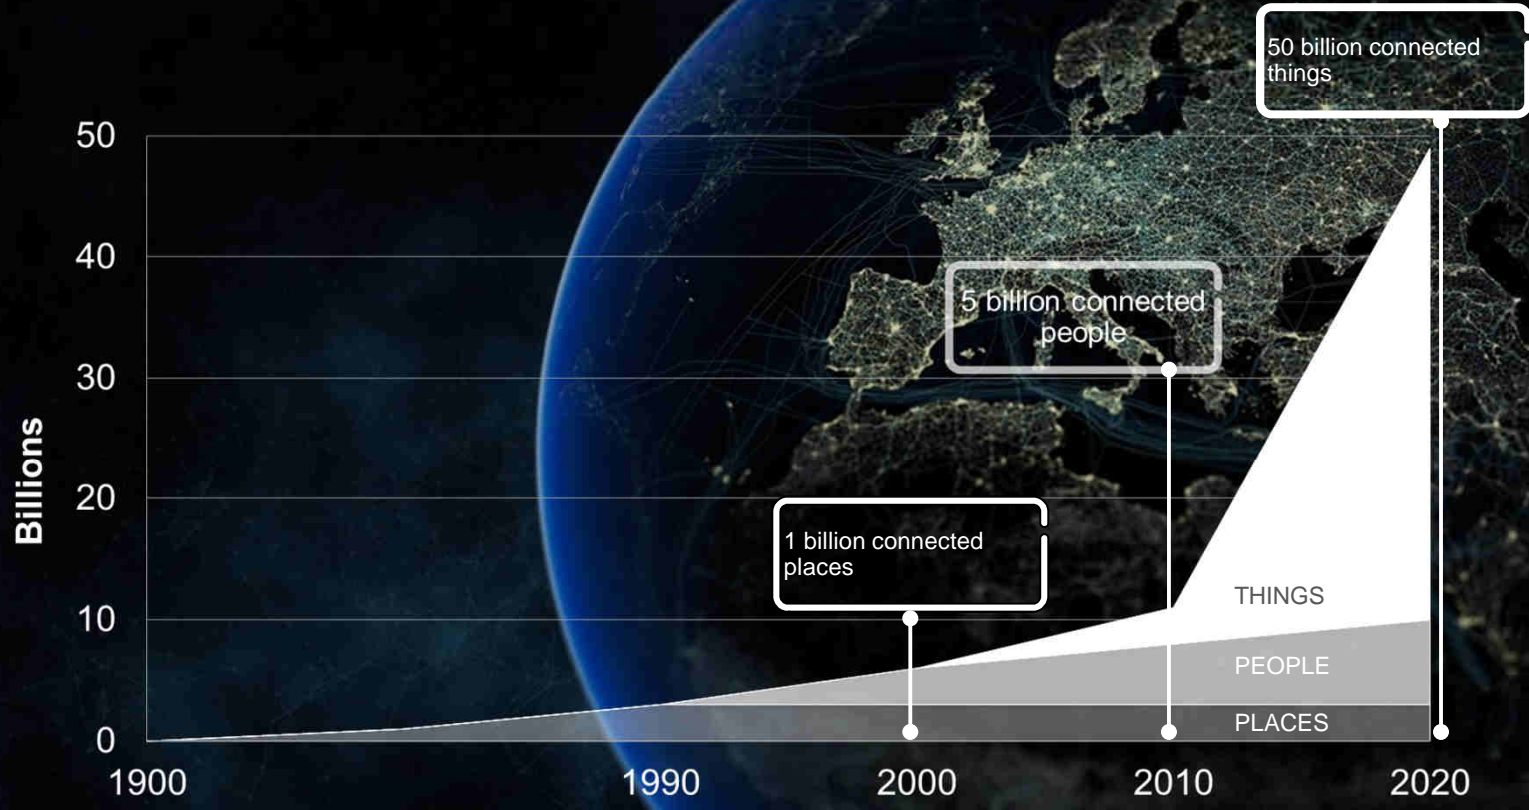 50 billion connected
things
50
40
5 billion connected
people
30
Billions
20
1 billion connected
places
10
THINGS
PEOPLE
PLACES
0
1900
1990
2000
2010
2020